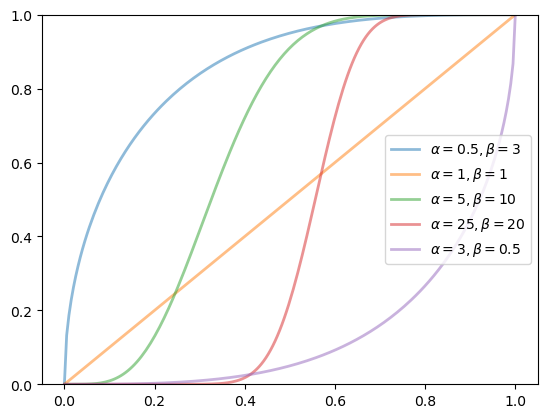 1.0
0.8
0.6
0.4
0.2
0.0
0.0 0.2 0.4 0.6 0.8 1.0
α = 0.5, β = 3
α = 1, β = 1
α = 5, β = 10
α = 25, β = 20
α = 3, β = 0.5